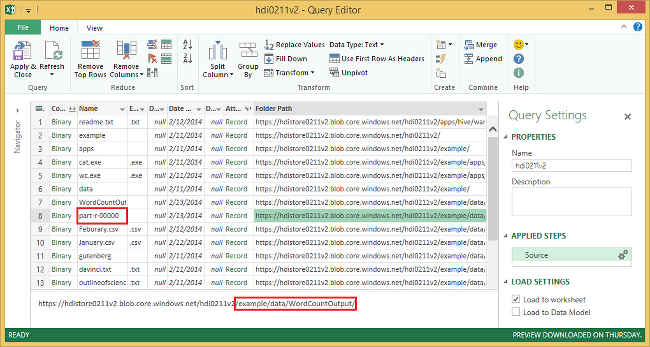 hdi0211v2 - Query Editor
File Home
Apply & Close Refresh Remove Top Rows Remove Columns Split Column Group By Replace Values Data Type: Text Merge
Fill Down Use First Row As Headers Append
Transform Unpivot
Query Reduce Sort Transform Create Combine
Navigator
Co... Name E... D... Date ... D... Att... Folder Path
1 Binary readme.txt .txt null 2/12/2014 null Record https://hdistore0211v2.blob.core.windows.net/hdi0211v2/apps/hive/war
2 Binary example null 2/11/2014 null Record https://hdistore0211v2.blob.core.windows.net/hdi0211v2/
3 Binary apps null 2/11/2014 null Record https://hdistore0211v2.blob.core.windows.net/hdi0211v2/example/
4 Binary cat.exe .exe null 2/11/2014 null Record https://hdistore0211v2.blob.core.windows.net/hdi0211v2/example/apps,
5 Binary wc.exe .exe null 2/11/2014 null Record https://hdistore0211v2.blob.core.windows.net/hdi0211v2/example/apps,
6 Binary data null 2/11/2014 null Record https://hdistore0211v2.blob.core.windows.net/hdi0211v2/example/
7 Binary WordCountOut null 2/13/2014 null Record https://hdistore0211v2.blob.core.windows.net/hdi0211v2/example/data/
8 Binary part-r-00000 null 2/13/2014 null Record https://hdistore0211v2.blob.core.windows.net/hdi0211v2/example/data/
9 Binary Feburary.csv .csv null 2/12/2014 null Record https://hdistore0211v2.blob.core.windows.net/hdi0211v2/example/data/
10 Binary January.csv .csv null 2/12/2014 null Record https://hdistore0211v2.blob.core.windows.net/hdi0211v2/example/data/
11 Binary gutenberg null 2/11/2014 null Record https://hdistore0211v2.blob.core.windows.net/hdi0211v2/example/data/
12 Binary davinci.txt .txt null 2/11/2014 null Record https://hdistore0211v2.blob.core.windows.net/hdi0211v2/example/data/
13 Binary outlineofscienc .txt null 2/11/2014 null Record https://hdistore0211v2.blob.core.windows.net/hdi0211v2/example/data/
https://hdistore0211v2.blob.core.windows.net/hdi0211v2/example/data/WordCountOutput/
Query Settings
PROPERTIES
Name
hdi0211v2
Description
APPLIED STEPS
Source
LOAD SETTINGS
Load to worksheet
Load to Data Model
READY PREVIEW DOWNLOADED ON THURSDAY.